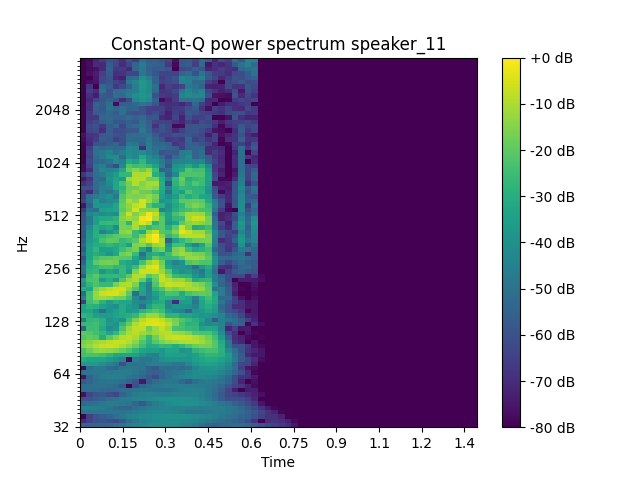 Constant-Q power spectrum speaker_11
Hz
2048
1024
512
256
128
64
32
0 0.15 0.3 0.45 0.6 0.75 0.9 1.1 1.2 1.4
Time
+0 dB
-10 dB
-20 dB
-30 dB
-40 dB
-50 dB
-60 dB
-70 dB
-80 dB